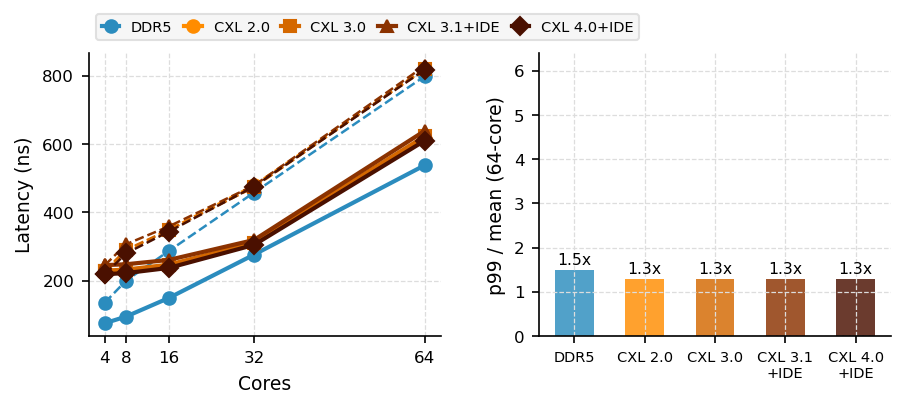 DDR5 CXL 2.0 CXL 3.0 CXL 3.1+IDE CXL 4.0+IDE
Latency (ns)
800
600
400
200
4 8 16 32 64
Cores
p99 / mean (64-core)
6
5
4
3
2
1
0
1.5x 1.3x 1.3x 1.3x 1.3x
DDR5 CXL 2.0 CXL 3.0 CXL 3.1 CXL 4.0
+IDE +IDE